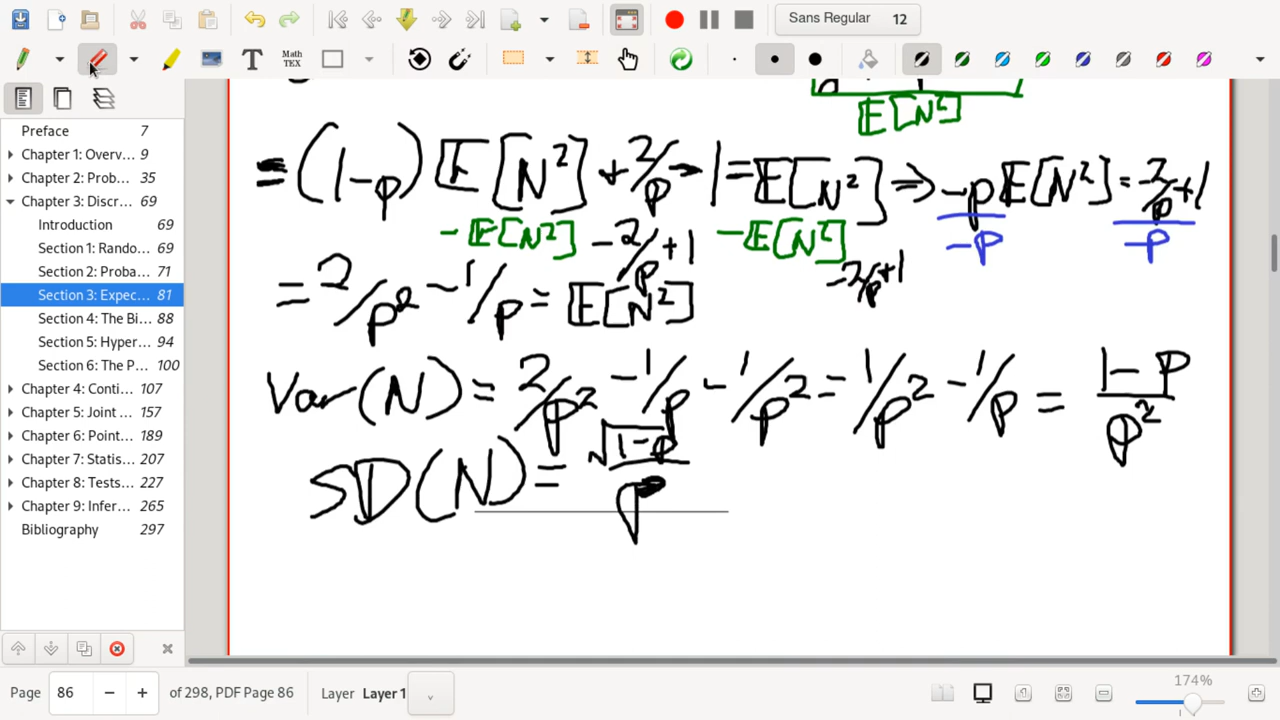 Sans Regular 12
Math TEX
Preface 7
Chapter 1: Overv... 9
Chapter 2: Prob... 35
Chapter 3: Discr... 69
Introduction 69
Section 1: Rando... 69
Section 2: Proba... 71
Section 3: Expec... 81
Section 4: The Bi... 88
Section 5: Hyper... 94
Section 6: The P... 100
Chapter 4: Conti... 107
Chapter 5: Joint ... 157
Chapter 6: Point... 189
Chapter 7: Statis... 207
Chapter 8: Tests... 227
Chapter 9: Infer... 265
Bibliography 297
𝔼[N²]
= (1-p) 𝔼[N²] + 2/p - 1 = 𝔼[N²] ⇒ -p𝔼[N²] = -2/p + 1
-𝔼[N²] -2/p + 1 -𝔼[N²] -2/p + 1 -p -p
= 2/p² - 1/p = 𝔼[N²]
Var(N) = 2/p² - 1/p - 1/p² = 1/p² - 1/p = (1-p)/p²
SD(N) = √(1-p)/p
Page 86 of 298, PDF Page 86 Layer Layer 1 174%